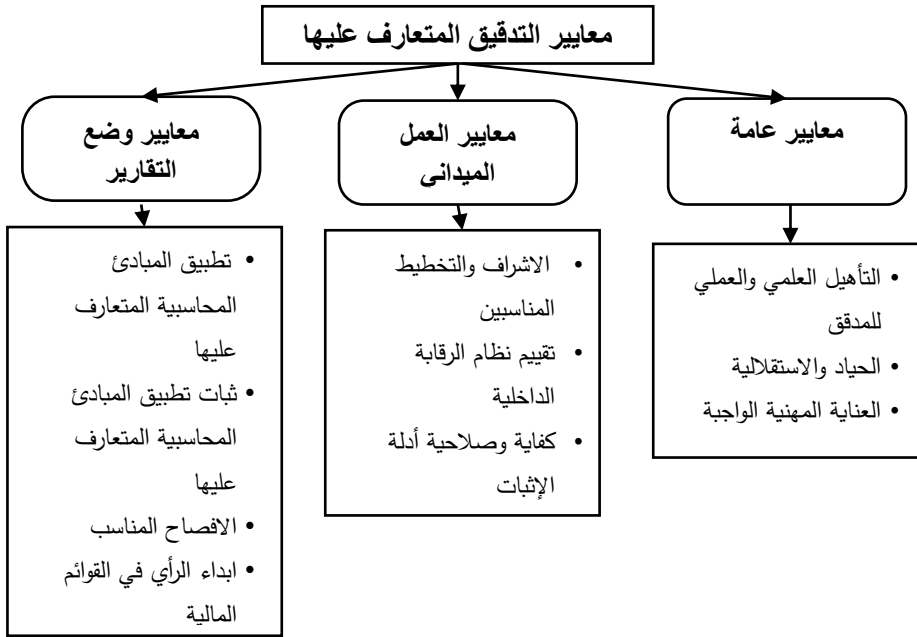 معايير التدقيق المتعارف عليها
معايير عامة
معايير العمل
الميدانى
معايير وضع
التقارير
• التأهيل العلمي والعملي
للمدقق
• الحياد والاستقلالية
• العناية المهنية الواجبة
• الاشراف والتخطيط
المناسبين
• تقييم نظام الرقابة
الداخلية
• كفاية وصلاحية أدلة
الإثبات
• تطبيق المبادئ
المحاسبية المتعارف
عليها
• ثبات تطبيق المبادئ
المحاسبية المتعارف
عليها
• الافصاح المناسب
• ابداء الرأي في القوائم
المالية